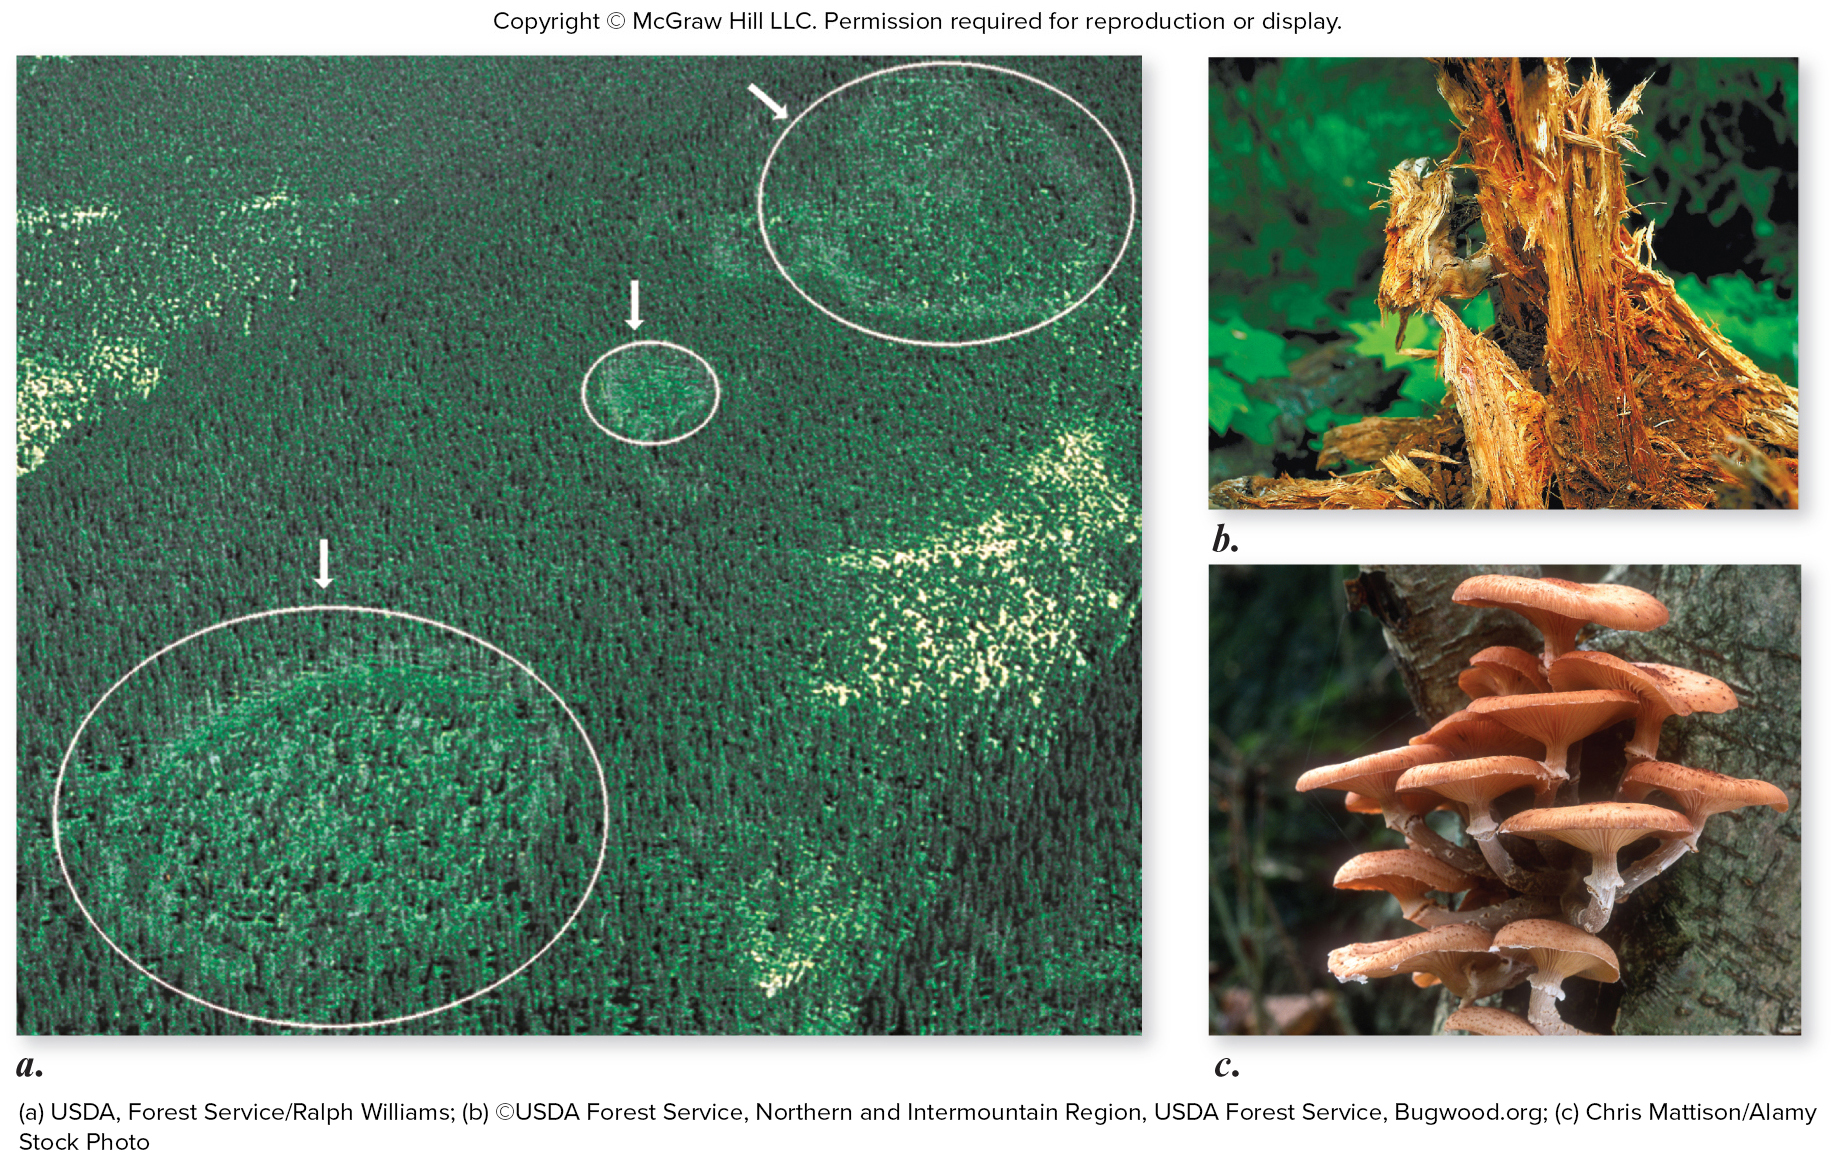 Copyright © McGraw Hill LLC. Permission required for reproduction or display.
a.
b.
c.
(a) USDA, Forest Service/Ralph Williams; (b) ©USDA Forest Service, Northern and Intermountain Region, USDA Forest Service, Bugwood.org; (c) Chris Mattison/Alamy
Stock Photo